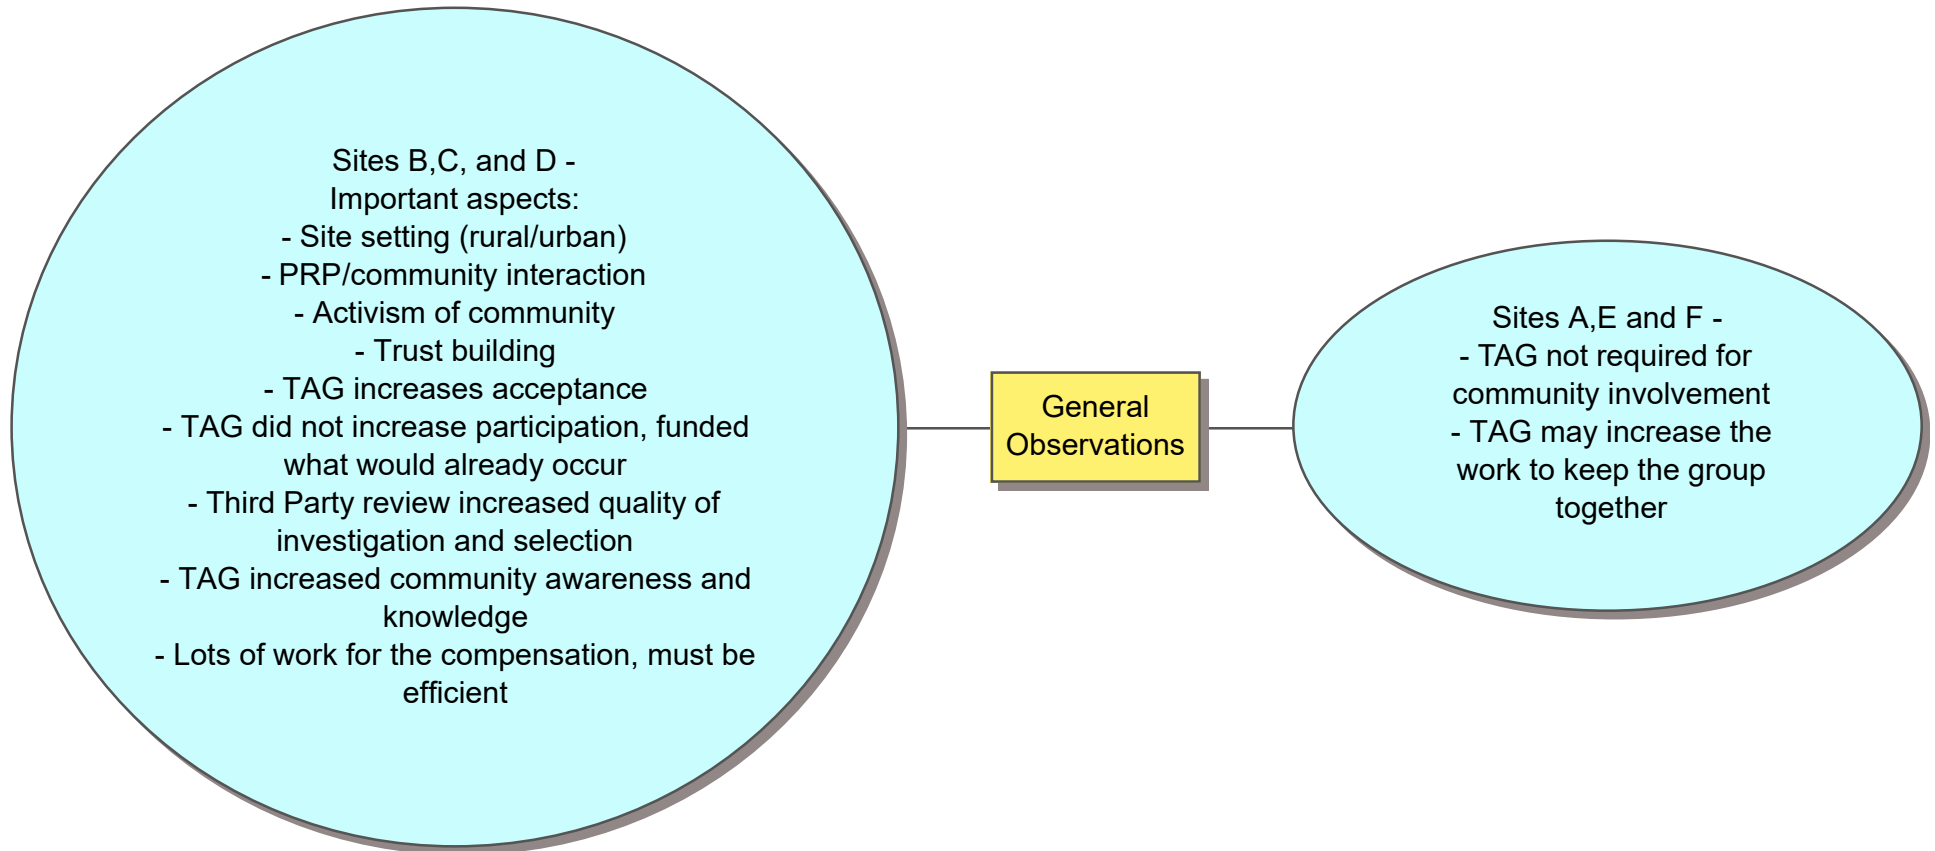 Sites B,C, and D -
Important aspects:
- Site setting (rural/urban)
- PRP/community interaction
- Activism of community
- Trust building
- TAG increases acceptance
- TAG did not increase participation, funded
what would already occur
- Third Party review increased quality of
investigation and selection
- TAG increased community awareness and
knowledge
- Lots of work for the compensation, must be
efficient
General
Observations
Sites A,E and F -
- TAG not required for
community involvement
- TAG may increase the
work to keep the group
together